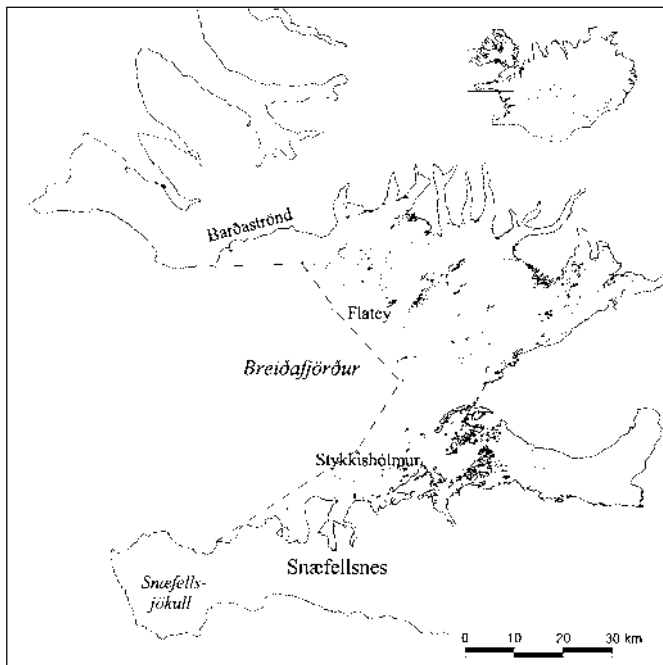 Barðaströnd
Flatey
Breiðafjörður
Stykkishólmur
Snæfellsnes
Snæfells-
jökull
0 10 20 30 km